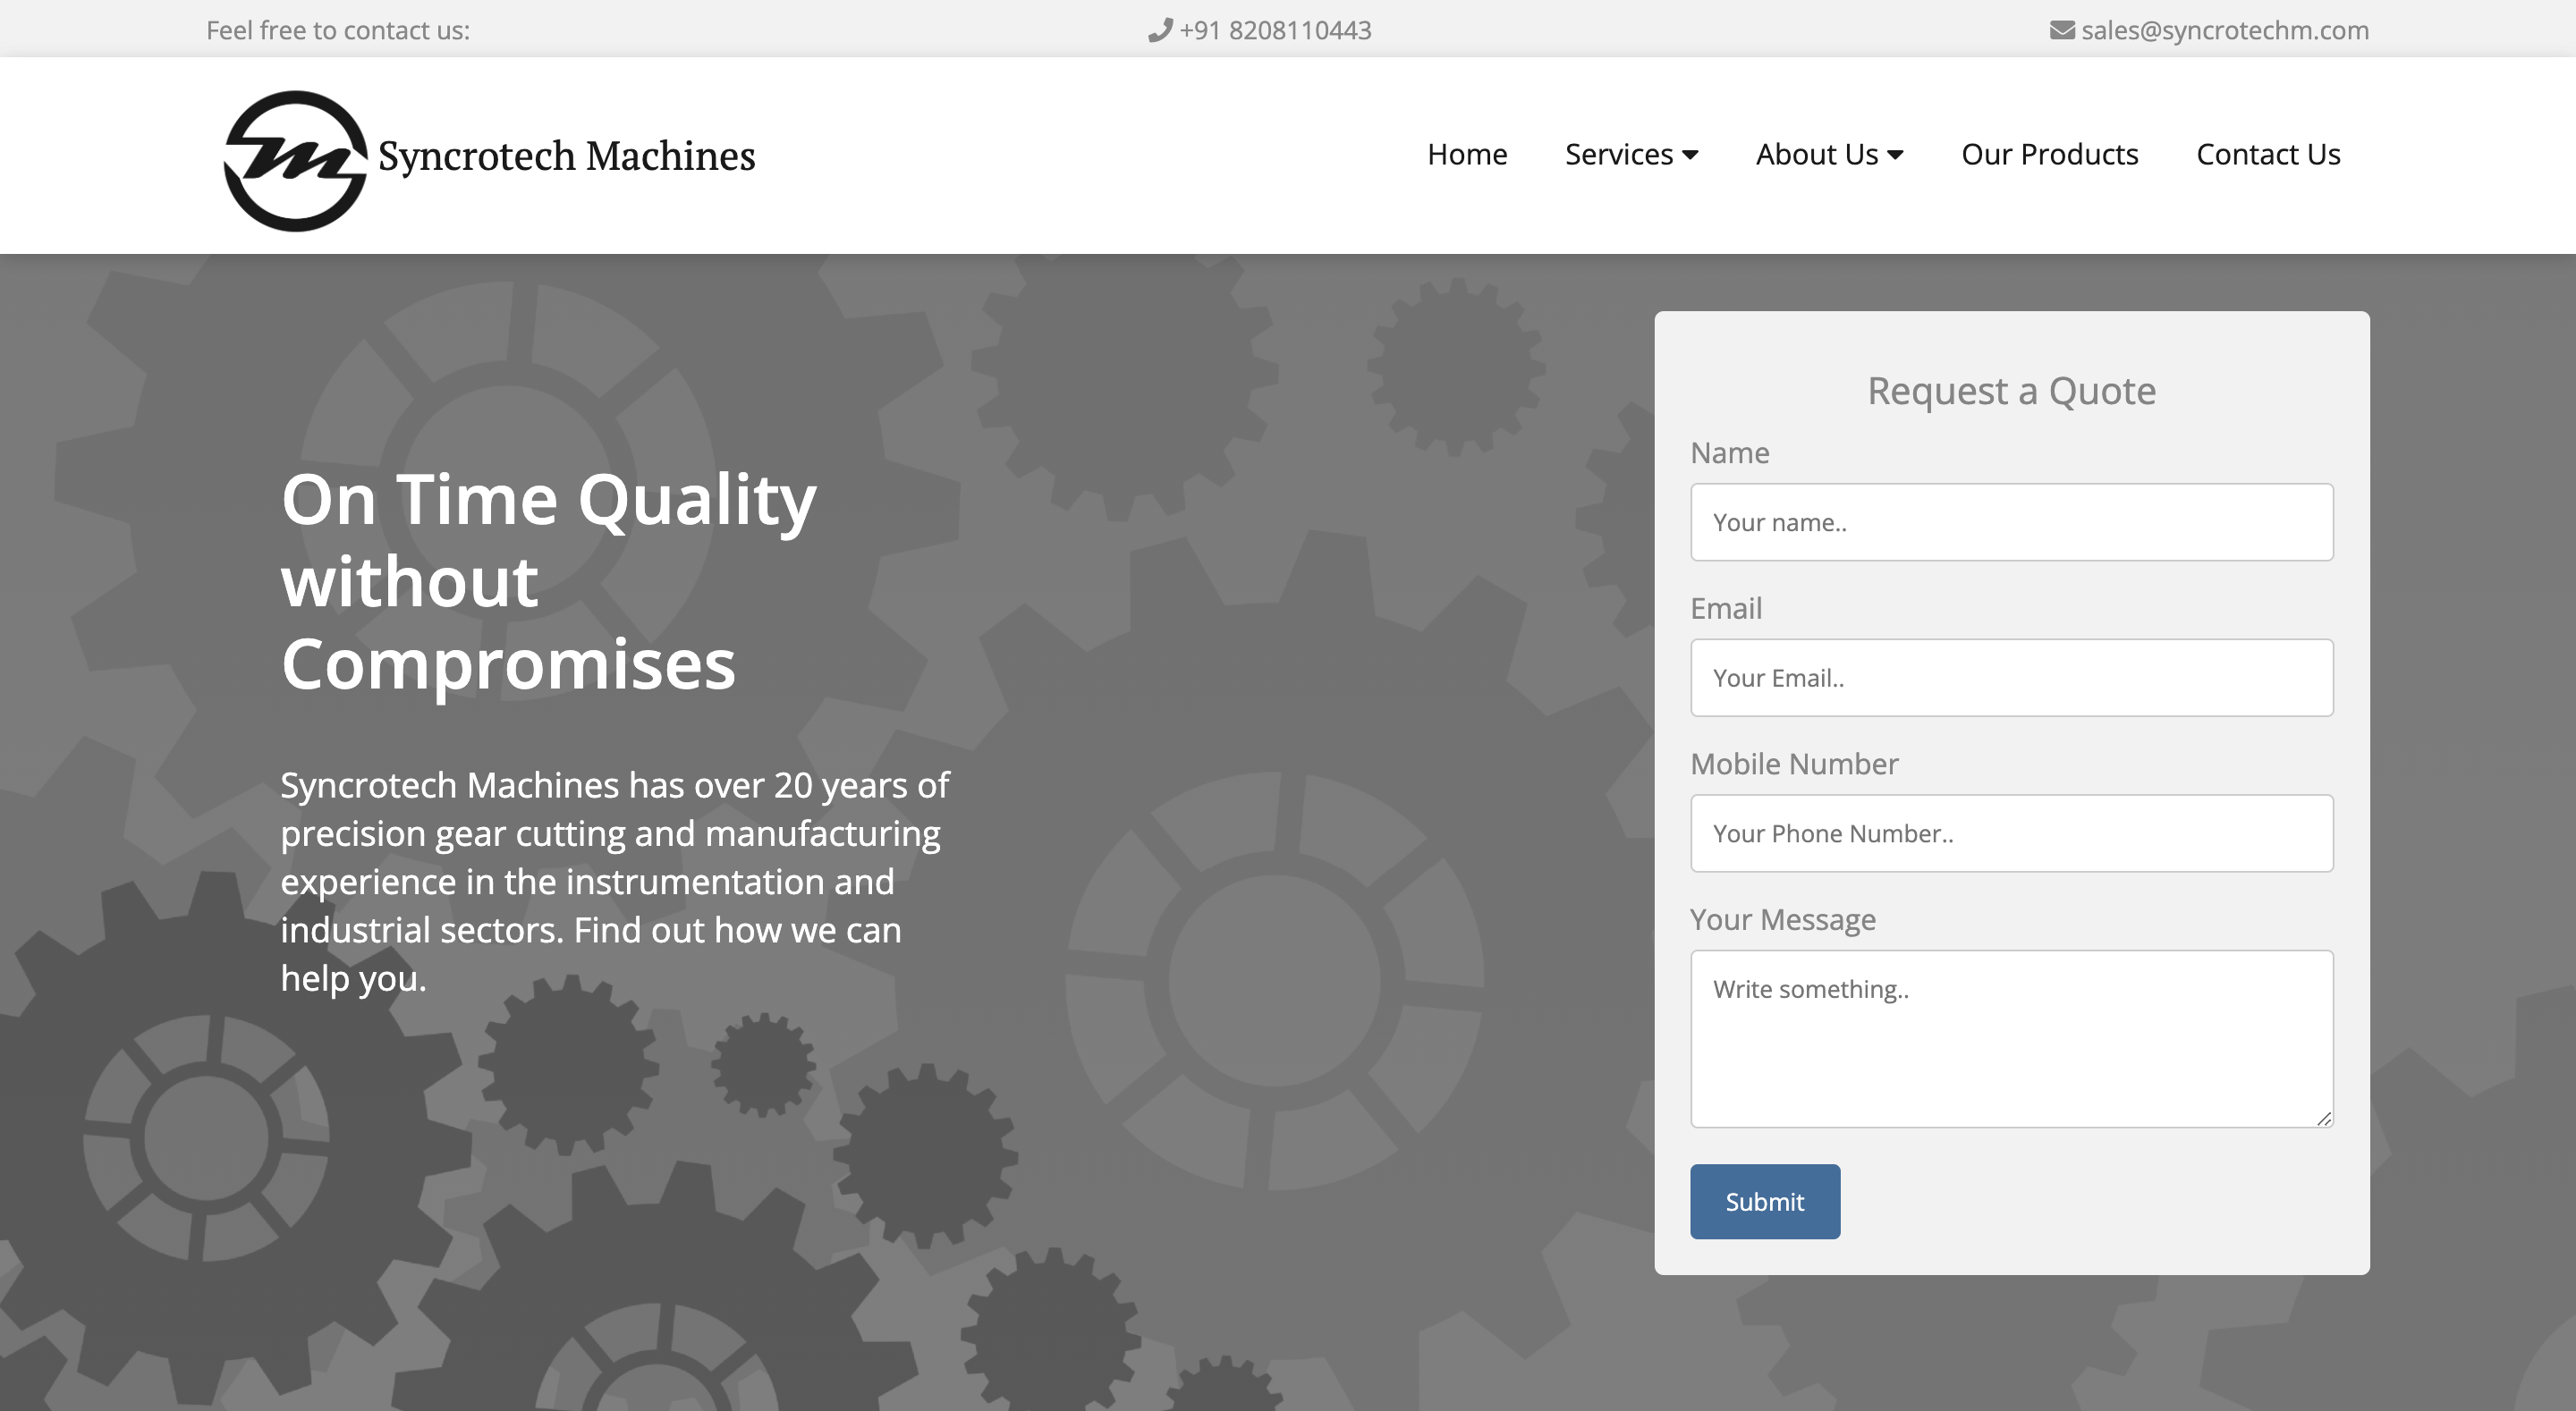 Feel free to contact us:
+91 8208110443
sales@syncrotechm.com
Syncrotech Machines
Home
Services
About Us
Our Products
Contact Us
On Time Quality
without
Compromises
Syncrotech Machines has over 20 years of
precision gear cutting and manufacturing
experience in the instrumentation and
industrial sectors. Find out how we can
help you.
Request a Quote
Name
Your name..
Email
Your Email..
Mobile Number
Your Phone Number..
Your Message
Write something..
Submit